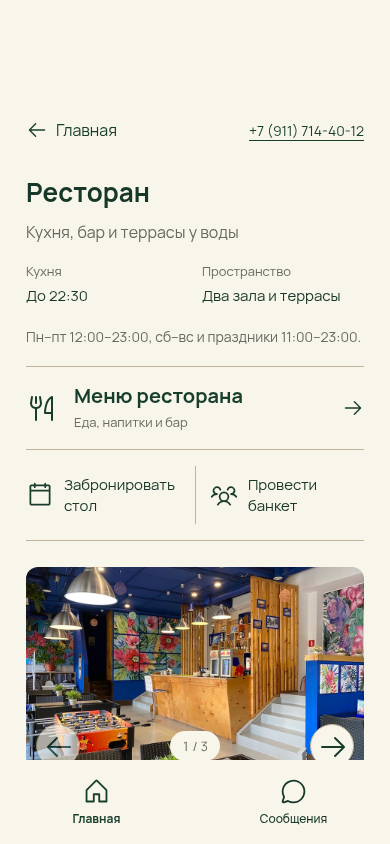 Главная
+7 (911) 714-40-12
Ресторан
Кухня, бар и террасы у воды
Кухня
До 22:30
Пространство
Два зала и террасы
Пн–пт 12:00–23:00, сб–вс и праздники 11:00–23:00.
Меню ресторана
Еда, напитки и бар
Забронировать
стол
Провести
банкет
1 / 3
Главная
Сообщения